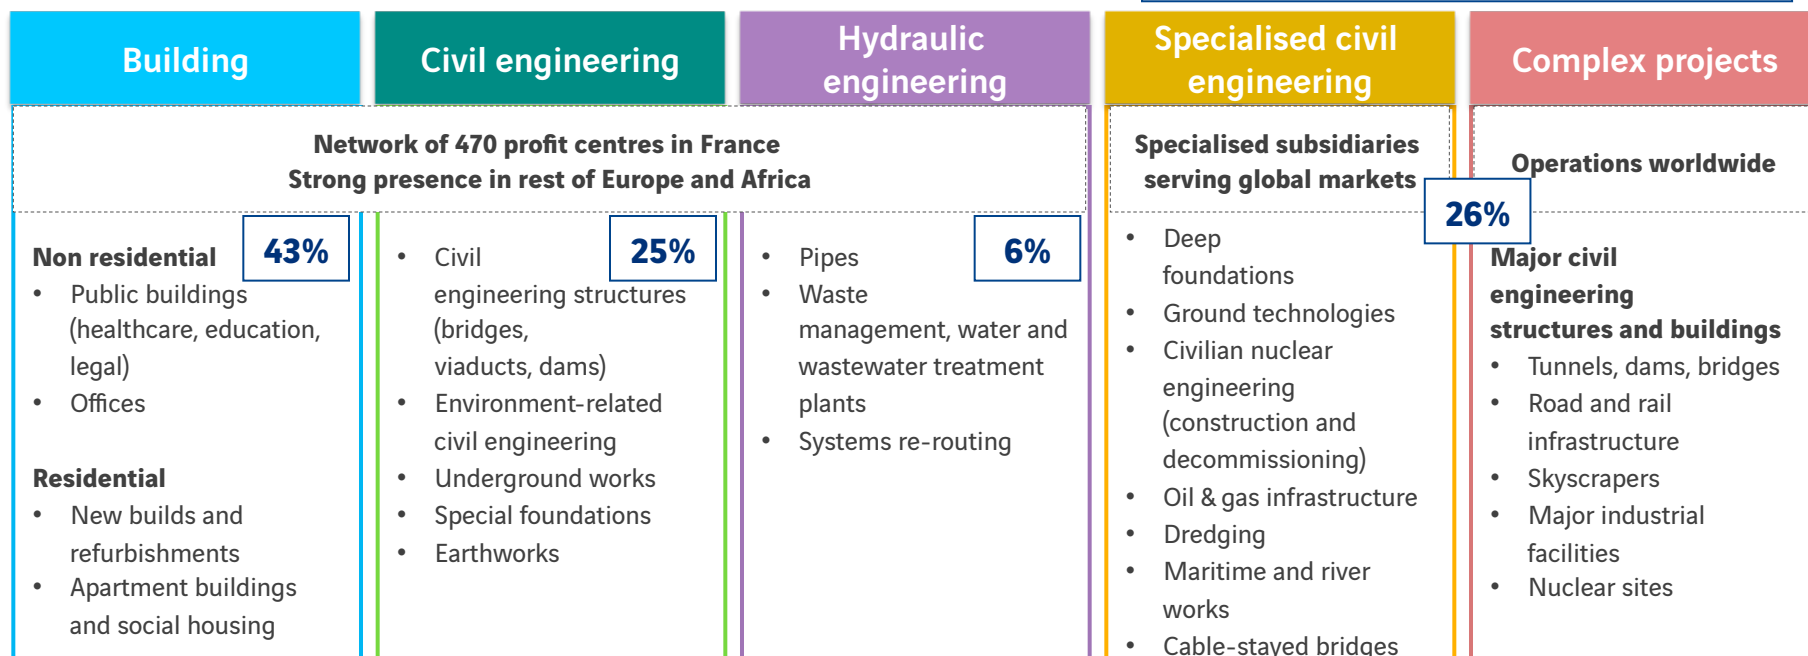 Building
Civil engineering
Hydraulic
engineering
Specialised civil
engineering
Complex projects
Network of 470 profit centres in France
Strong presence in rest of Europe and Africa
Specialised subsidiaries
serving global markets
Operations worldwide
43%
Non residential
• Public buildings
(healthcare, education,
legal)
• Offices
Residential
• New builds and
refurbishments
• Apartment buildings
and social housing
25%
• Civil
engineering structures
(bridges,
viaducts, dams)
• Environment-related
civil engineering
• Underground works
• Special foundations
• Earthworks
6%
• Pipes
• Waste
management, water and
wastewater treatment
plants
• Systems re-routing
26%
• Deep
foundations
• Ground technologies
• Civilian nuclear
engineering
(construction and
decommissioning)
• Oil & gas infrastructure
• Dredging
• Maritime and river
works
• Cable-stayed bridges
Major civil
engineering
structures and buildings
• Tunnels, dams, bridges
• Road and rail
infrastructure
• Skyscrapers
• Major industrial
facilities
• Nuclear sites